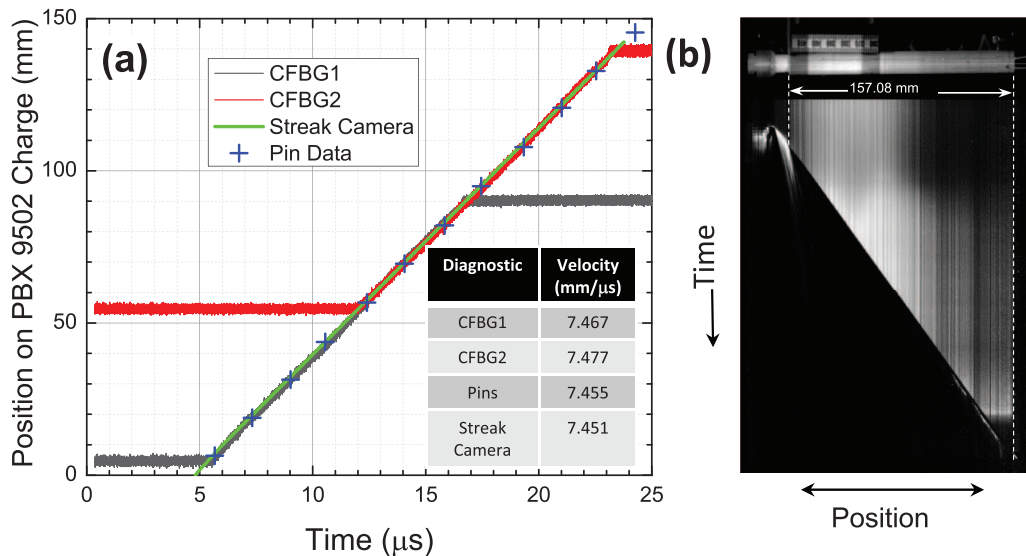 (a)
CFBG1
CFBG2
Streak Camera
Pin Data
Position on PBX 9502 Charge (mm)
150
100
50
0
0.3
5
10
15
20
25
Time (μs)
Diagnostic Velocity (mm/μs)
CFBG1 7.467
CFBG2 7.477
Pins 7.455
Streak Camera 7.451
(b)
157.08 mm
Time
Position